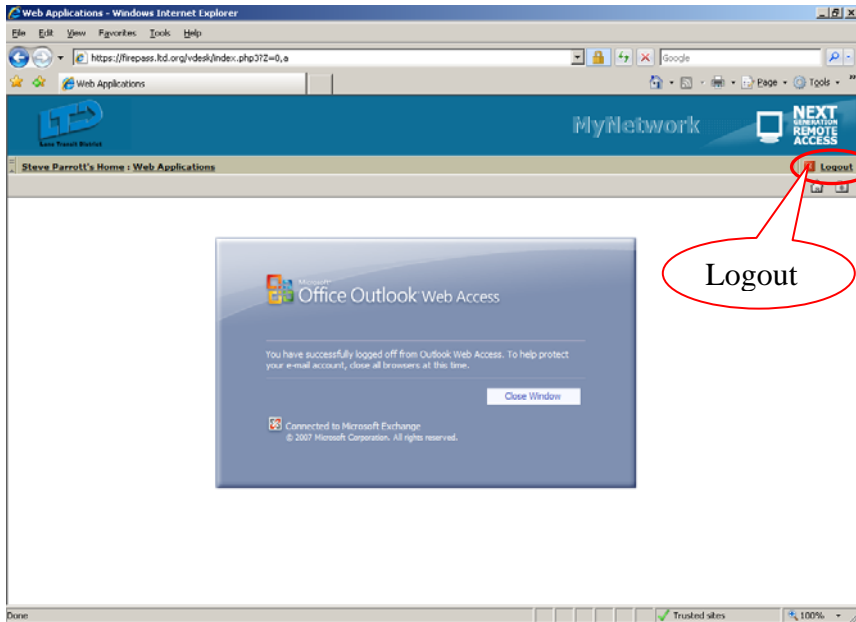 Web Applications - Windows Internet Explorer
File Edit View Favorites Tools Help
https://firepass.ltd.org/vdesk/index.php3?Z=0,a
Google
Web Applications
Page Tools
LTD
Lane Transit District
MyNetwork
NEXT
GENERATION
REMOTE
ACCESS
Steve Parrott's Home : Web Applications
Logout
Logout
Microsoft
Office Outlook Web Access
You have successfully logged off from Outlook Web Access. To help protect
your e-mail account, close all browsers at this time.
Close Window
Connected to Microsoft Exchange
© 2007 Microsoft Corporation. All rights reserved.
Done
Trusted sites
100%